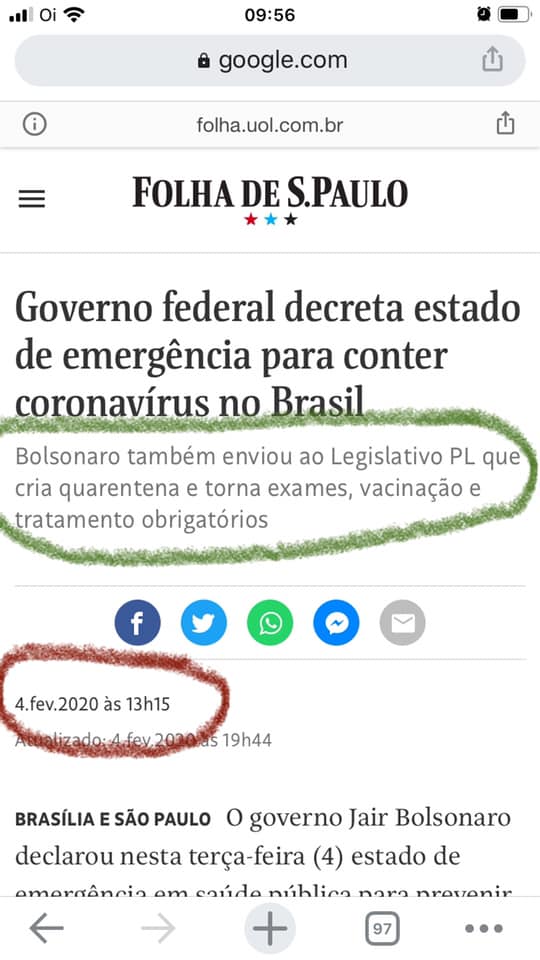 Oi 09:56
google.com
folha.uol.com.br
FOLHA DE S.PAULO
Governo federal decreta estado
de emergência para conter
coronavírus no Brasil
Bolsonaro também enviou ao Legislativo PL que
cria quarentena e torna exames, vacinação e
tratamento obrigatórios
4.fev.2020 às 13h15
Atualizado: 4.fev.2020 às 19h44
BRASÍLIA E SÃO PAULO O governo Jair Bolsonaro
declarou nesta terça-feira (4) estado de
emergência em saúde pública para prevenir
97